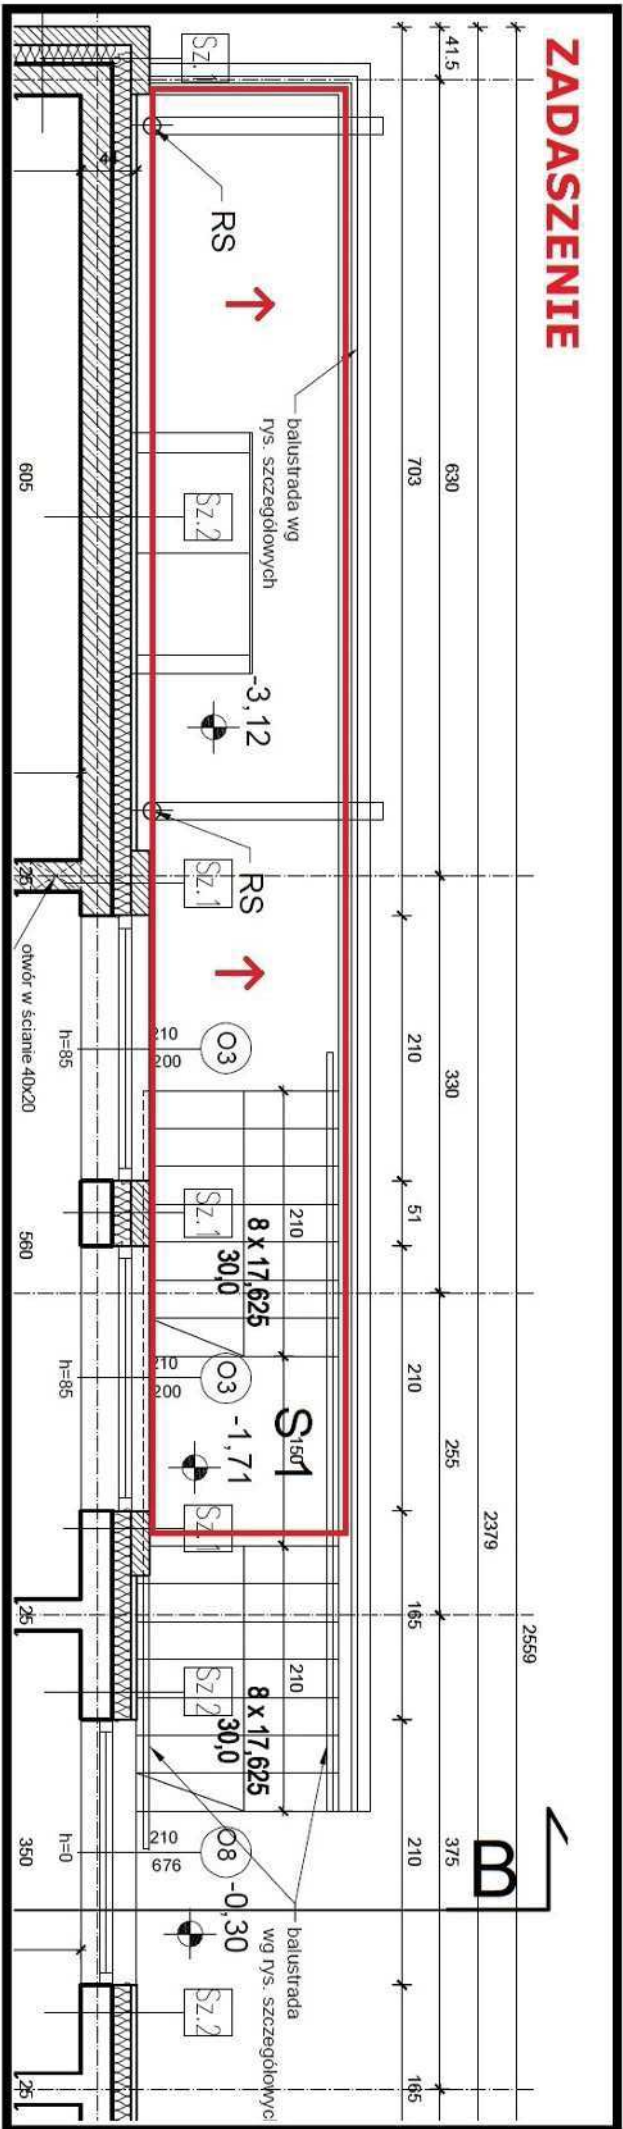 ZADASZENIE
2559
2379
41.5
630
330
255
375
703
210
51
210
165
210
165
B
balustrada wg
rys. szczegółowych
balustrada
wg rys. szczegółowyc
Sz.1
RS
Sz.2
-3,12
RS
Sz.1
O3
210
200
Sz.1
210
8 x 17,625
30,0
O3
210
200
S1
150
-1,71
Sz.1
210
8 x 17,625
30,0
Sz.2
O8
210
676
-0,30
Sz.2
605
25
otwór w ścianie 40x20
h=85
560
h=85
25
h=0
350
25